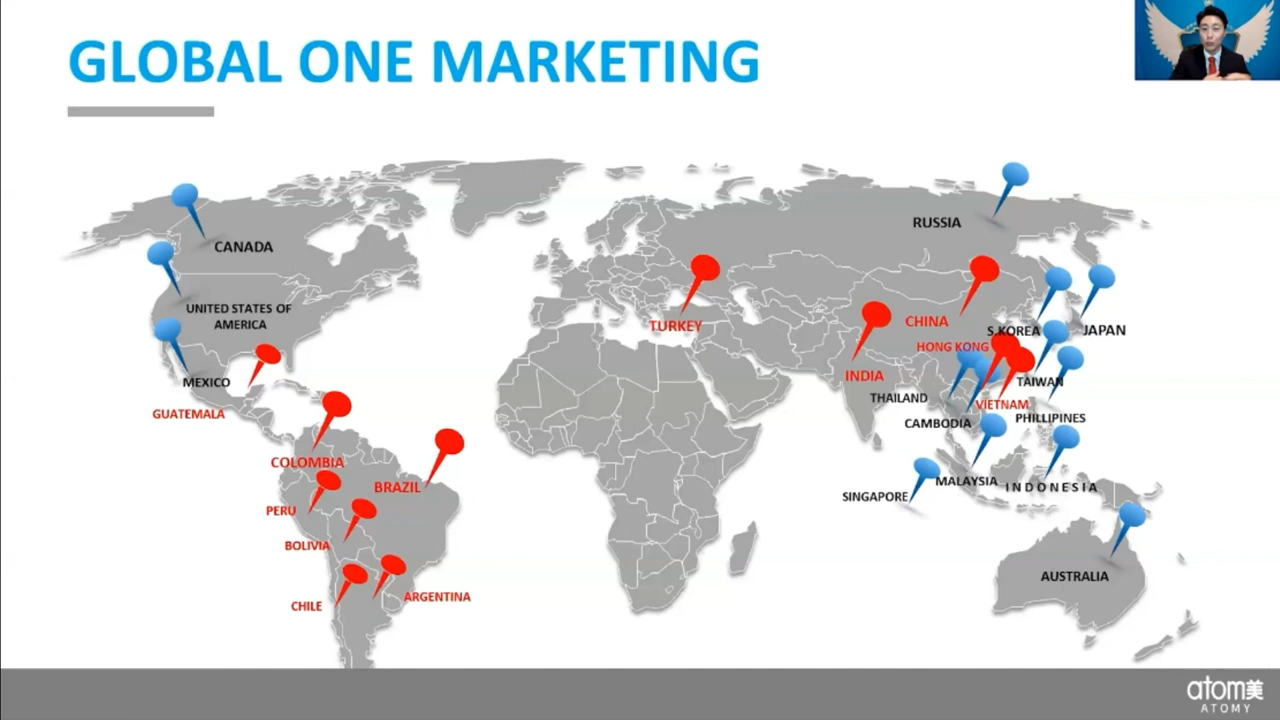 GLOBAL ONE MARKETING
RUSSIA
CANADA
UNITED STATES OF
AMERICA
TURKEY
CHINA
S.KOREA
JAPAN
HONG KONG
INDIA
MEXICO
TAIWAN
THAILAND
VIETNAM
GUATEMALA
PHILLIPINES
CAMBODIA
COLOMBIA
BRAZIL
MALAYSIA
INDONESIA
SINGAPORE
PERU
BOLIVIA
AUSTRALIA
ARGENTINA
CHILE
atom美
ATOMY